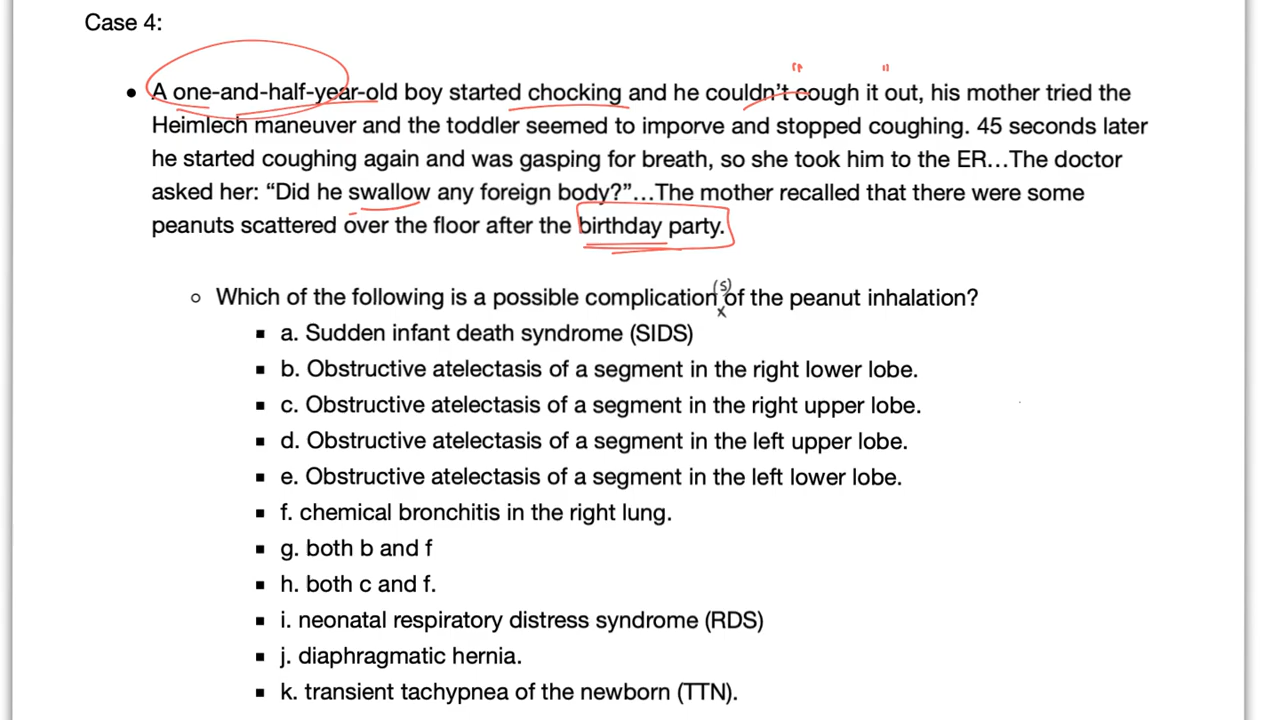 Case 4:
• A one-and-half-year-old boy started chocking and he couldn't cough it out, his mother tried the
Heimlech maneuver and the toddler seemed to imporve and stopped coughing. 45 seconds later
he started coughing again and was gasping for breath, so she took him to the ER...The doctor
asked her: “Did he swallow any foreign body?”...The mother recalled that there were some
peanuts scattered over the floor after the birthday party.
(s)
○ Which of the following is a possible complication of the peanut inhalation?
x
▪ a. Sudden infant death syndrome (SIDS)
▪ b. Obstructive atelectasis of a segment in the right lower lobe.
▪ c. Obstructive atelectasis of a segment in the right upper lobe.
▪ d. Obstructive atelectasis of a segment in the left upper lobe.
▪ e. Obstructive atelectasis of a segment in the left lower lobe.
▪ f. chemical bronchitis in the right lung.
▪ g. both b and f
▪ h. both c and f.
▪ i. neonatal respiratory distress syndrome (RDS)
▪ j. diaphragmatic hernia.
▪ k. transient tachypnea of the newborn (TTN).